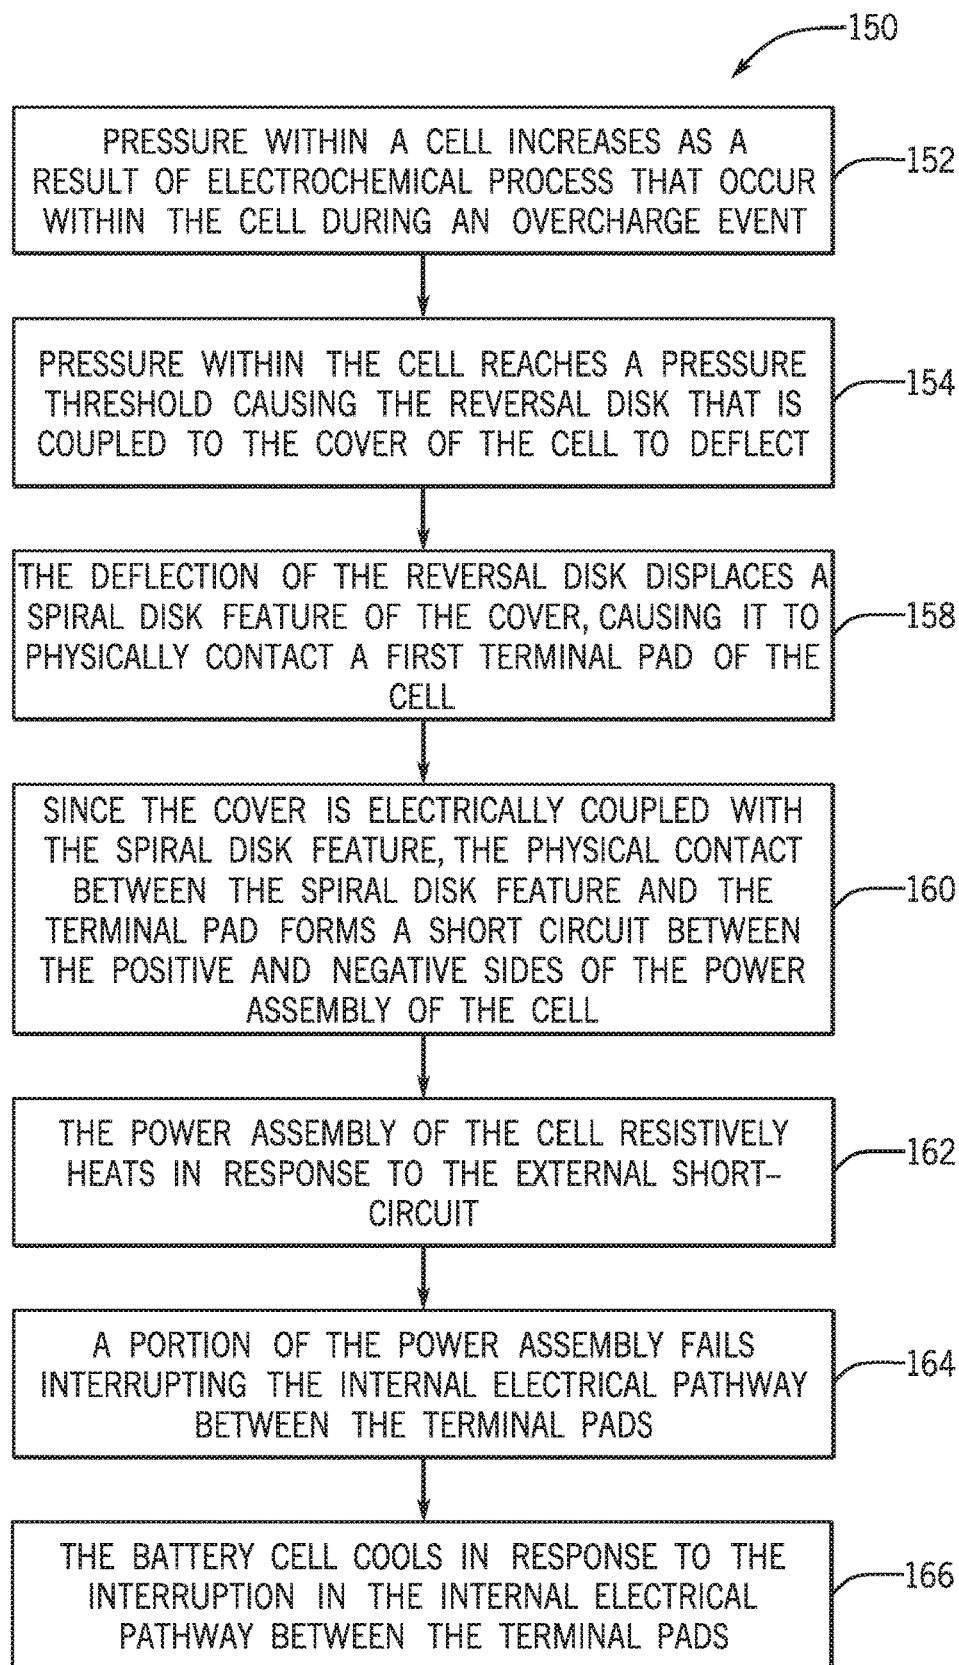 150
PRESSURE WITHIN A CELL INCREASES AS A
RESULT OF ELECTROCHEMICAL PROCESS THAT OCCUR
WITHIN THE CELL DURING AN OVERCHARGE EVENT
152
PRESSURE WITHIN THE CELL REACHES A PRESSURE
THRESHOLD CAUSING THE REVERSAL DISK THAT IS
COUPLED TO THE COVER OF THE CELL TO DEFLECT
154
THE DEFLECTION OF THE REVERSAL DISK DISPLACES A
SPIRAL DISK FEATURE OF THE COVER, CAUSING IT TO
PHYSICALLY CONTACT A FIRST TERMINAL PAD OF THE
CELL
158
SINCE THE COVER IS ELECTRICALLY COUPLED WITH
THE SPIRAL DISK FEATURE, THE PHYSICAL CONTACT
BETWEEN THE SPIRAL DISK FEATURE AND THE
TERMINAL PAD FORMS A SHORT CIRCUIT BETWEEN
THE POSITIVE AND NEGATIVE SIDES OF THE POWER
ASSEMBLY OF THE CELL
160
THE POWER ASSEMBLY OF THE CELL RESISTIVELY
HEATS IN RESPONSE TO THE EXTERNAL SHORT–
CIRCUIT
162
A PORTION OF THE POWER ASSEMBLY FAILS
INTERRUPTING THE INTERNAL ELECTRICAL PATHWAY
BETWEEN THE TERMINAL PADS
164
THE BATTERY CELL COOLS IN RESPONSE TO THE
INTERRUPTION IN THE INTERNAL ELECTRICAL
PATHWAY BETWEEN THE TERMINAL PADS
166